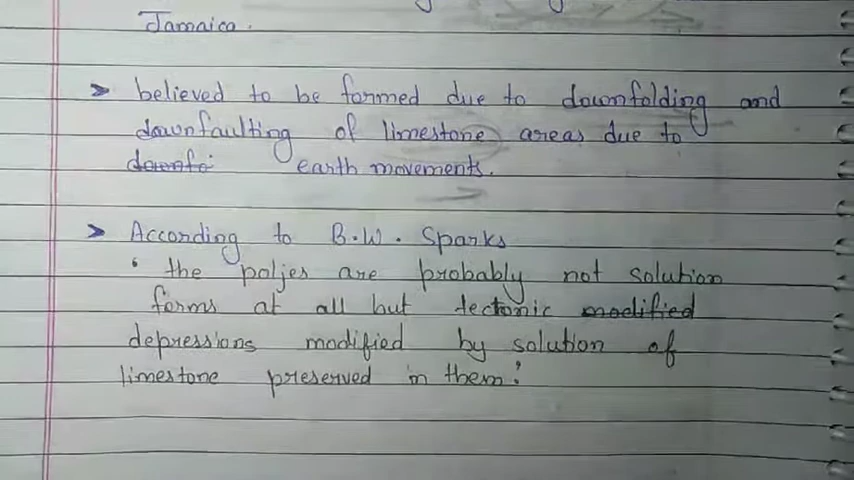 Jamaica.
> believed to be formed due to downfolding and
downfaulting of limestone areas due to
downfo earth movements.
> According to B.W. Sparks
' the poljes are probably not solution
forms at all but tectonic modified
depressions modified by solution of
limestone preserved in them.'